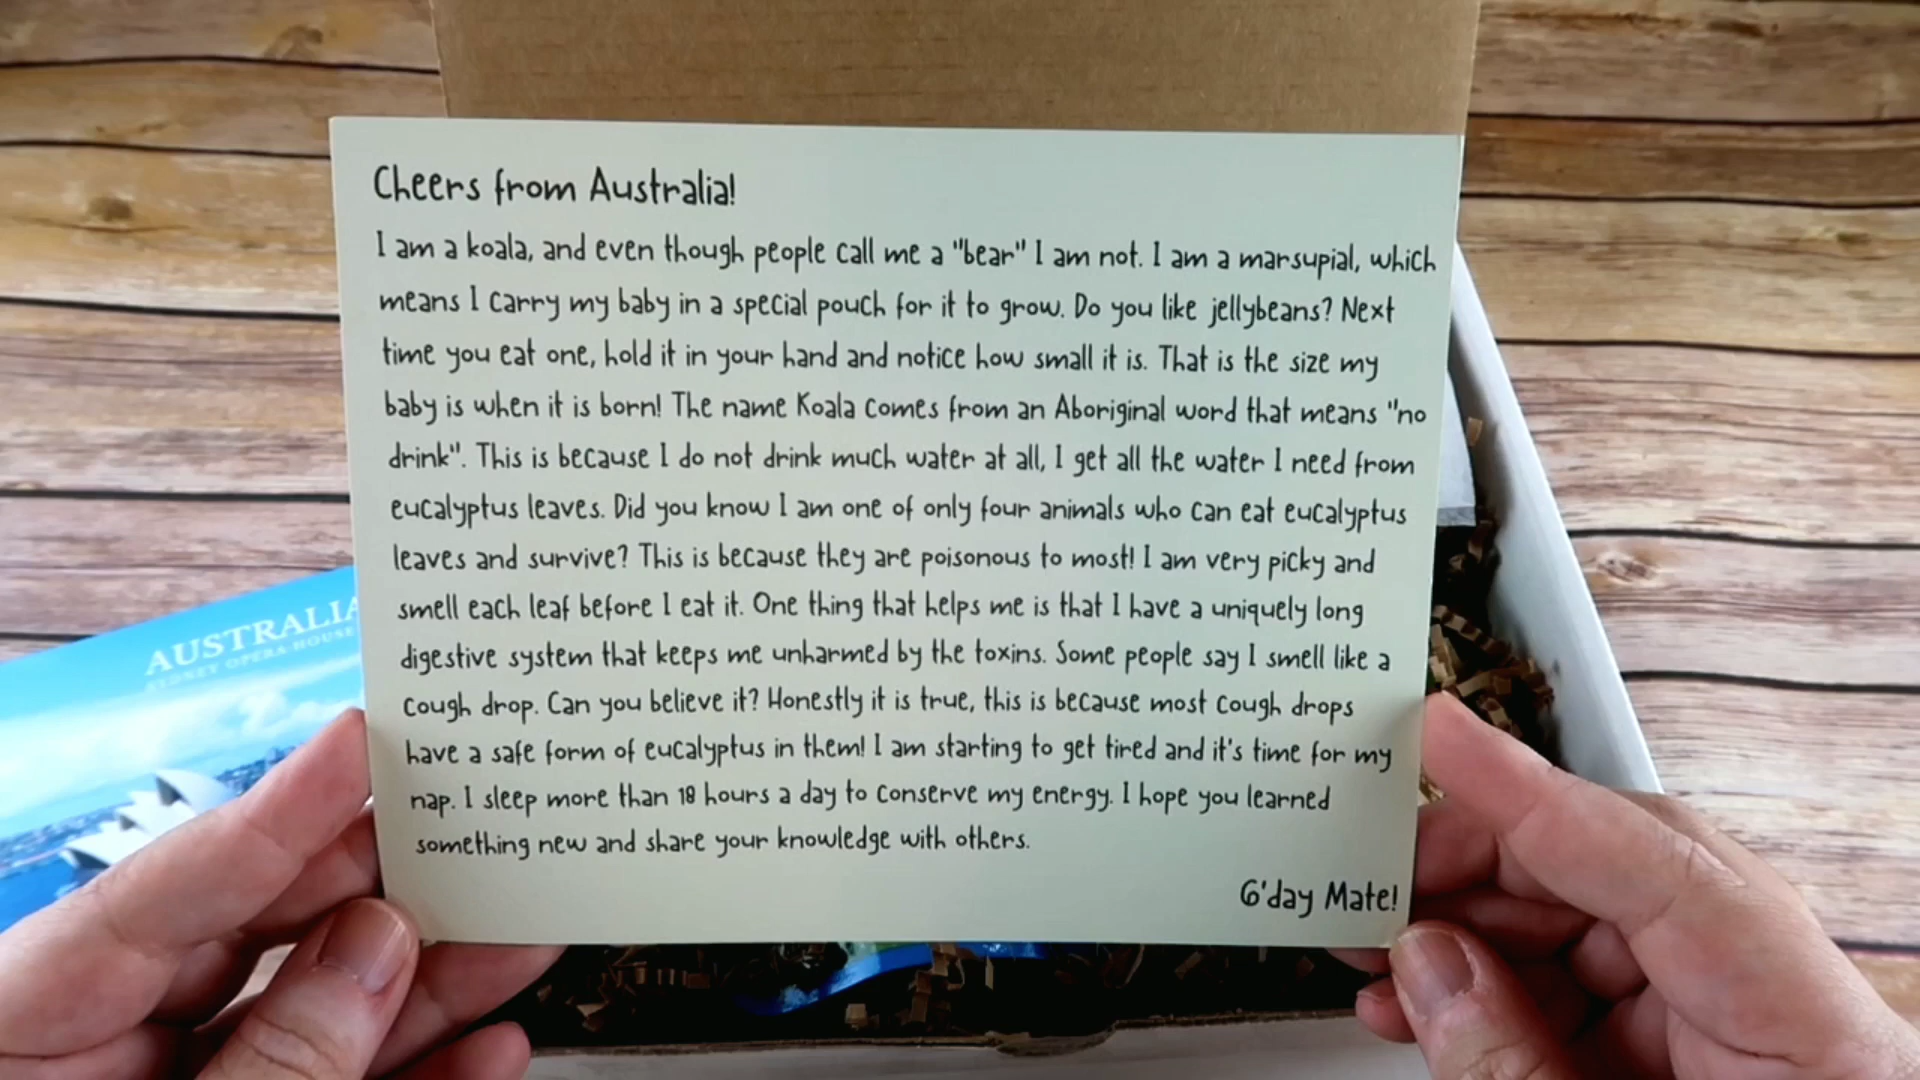 Cheers from Australia!
I am a koala, and even though people call me a "bear" I am not. I am a marsupial, which
means I carry my baby in a special pouch for it to grow. Do you like jellybeans? Next
time you eat one, hold it in your hand and notice how small it is. That is the size my
baby is when it is born! The name Koala comes from an Aboriginal word that means "no
drink". This is because I do not drink much water at all, I get all the water I need from
eucalyptus leaves. Did you know I am one of only four animals who can eat eucalyptus
leaves and survive? This is because they are poisonous to most! I am very picky and
smell each leaf before I eat it. One thing that helps me is that I have a uniquely long
digestive system that keeps me unharmed by the toxins. Some people say I smell like a
cough drop. Can you believe it? Honestly it is true, this is because most cough drops
have a safe form of eucalyptus in them! I am starting to get tired and it's time for my
nap. I sleep more than 18 hours a day to conserve my energy. I hope you learned
something new and share your knowledge with others.
G'day Mate!
AUSTRALIA
SYDNEY OPERA HOUSE